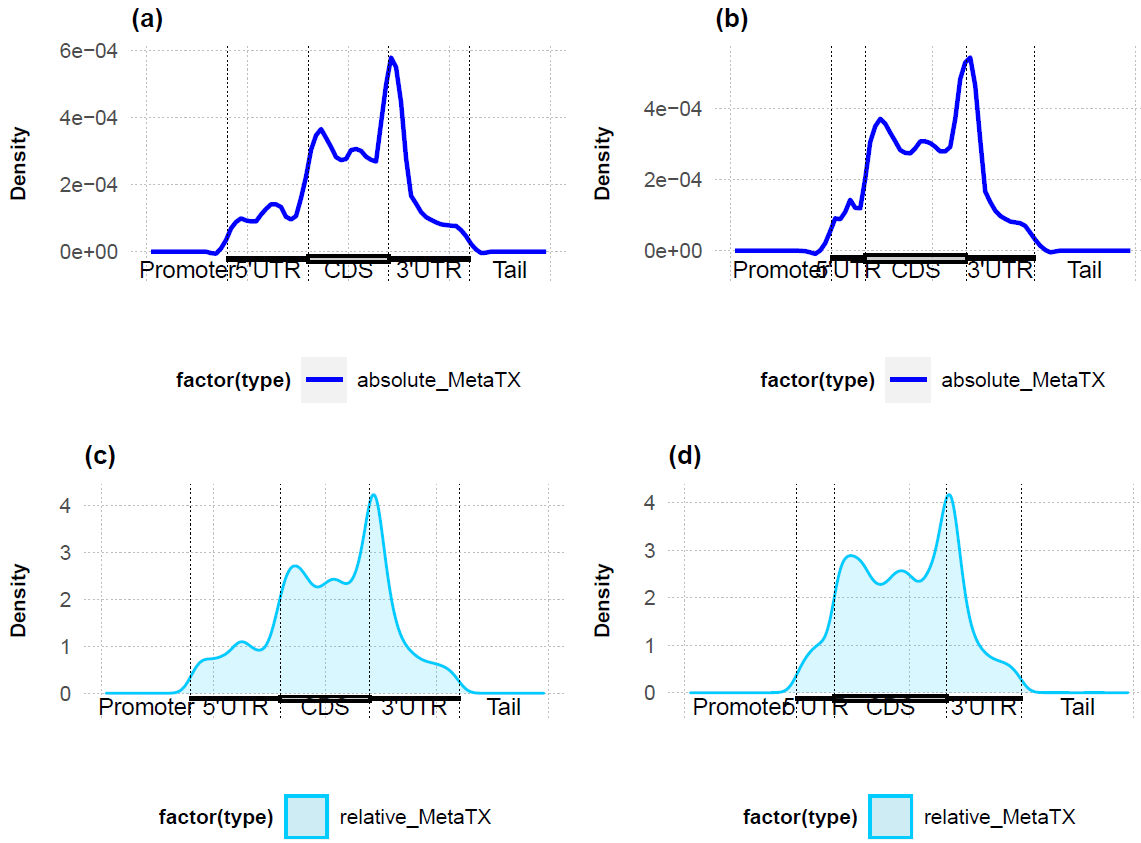 (a)
6e−04
4e−04
2e−04
0e+00
Density
Promoter 5'UTR CDS 3'UTR Tail
factor(type) absolute_MetaTX
(b)
4e−04
2e−04
0e+00
Density
Promoter 5'UTR CDS 3'UTR Tail
factor(type) absolute_MetaTX
(c)
4
3
2
1
0
Density
Promoter 5'UTR CDS 3'UTR Tail
factor(type) relative_MetaTX
(d)
4
3
2
1
0
Density
Promoter 5'UTR CDS 3'UTR Tail
factor(type) relative_MetaTX